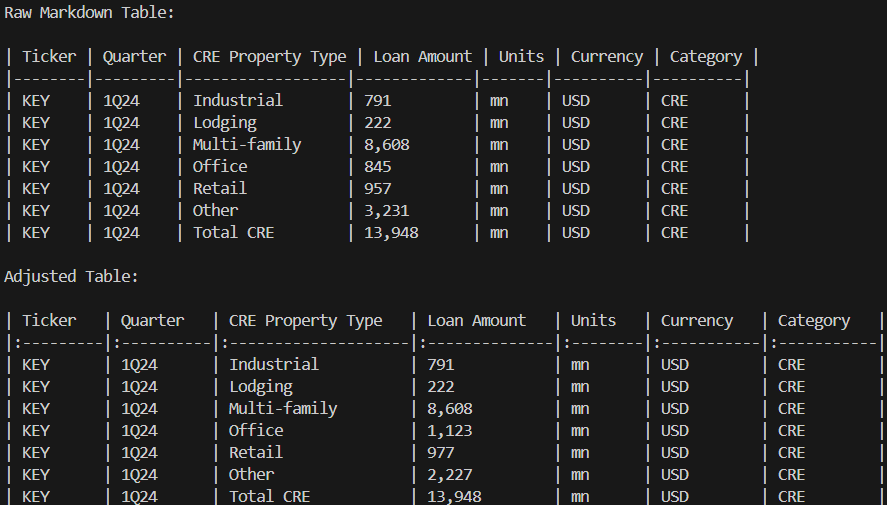 Raw Markdown Table:
| Ticker | Quarter | CRE Property Type | Loan Amount | Units | Currency | Category |
|--------|---------|------------------|-------------|-------|----------|----------|
| KEY    | 1Q24    | Industrial       | 791         | mn    | USD      | CRE      |
| KEY    | 1Q24    | Lodging          | 222         | mn    | USD      | CRE      |
| KEY    | 1Q24    | Multi-family     | 8,608       | mn    | USD      | CRE      |
| KEY    | 1Q24    | Office           | 845         | mn    | USD      | CRE      |
| KEY    | 1Q24    | Retail           | 957         | mn    | USD      | CRE      |
| KEY    | 1Q24    | Other            | 3,231       | mn    | USD      | CRE      |
| KEY    | 1Q24    | Total CRE        | 13,948      | mn    | USD      | CRE      |
Adjusted Table:
| Ticker   | Quarter   | CRE Property Type   | Loan Amount   | Units   | Currency   | Category   |
|:---------|:----------|:--------------------|:--------------|:--------|:-----------|:-----------|
| KEY      | 1Q24      | Industrial          | 791           | mn      | USD        | CRE        |
| KEY      | 1Q24      | Lodging             | 222           | mn      | USD        | CRE        |
| KEY      | 1Q24      | Multi-family        | 8,608         | mn      | USD        | CRE        |
| KEY      | 1Q24      | Office              | 1,123         | mn      | USD        | CRE        |
| KEY      | 1Q24      | Retail              | 977           | mn      | USD        | CRE        |
| KEY      | 1Q24      | Other               | 2,227         | mn      | USD        | CRE        |
| KEY      | 1Q24      | Total CRE           | 13,948        | mn      | USD        | CRE        |